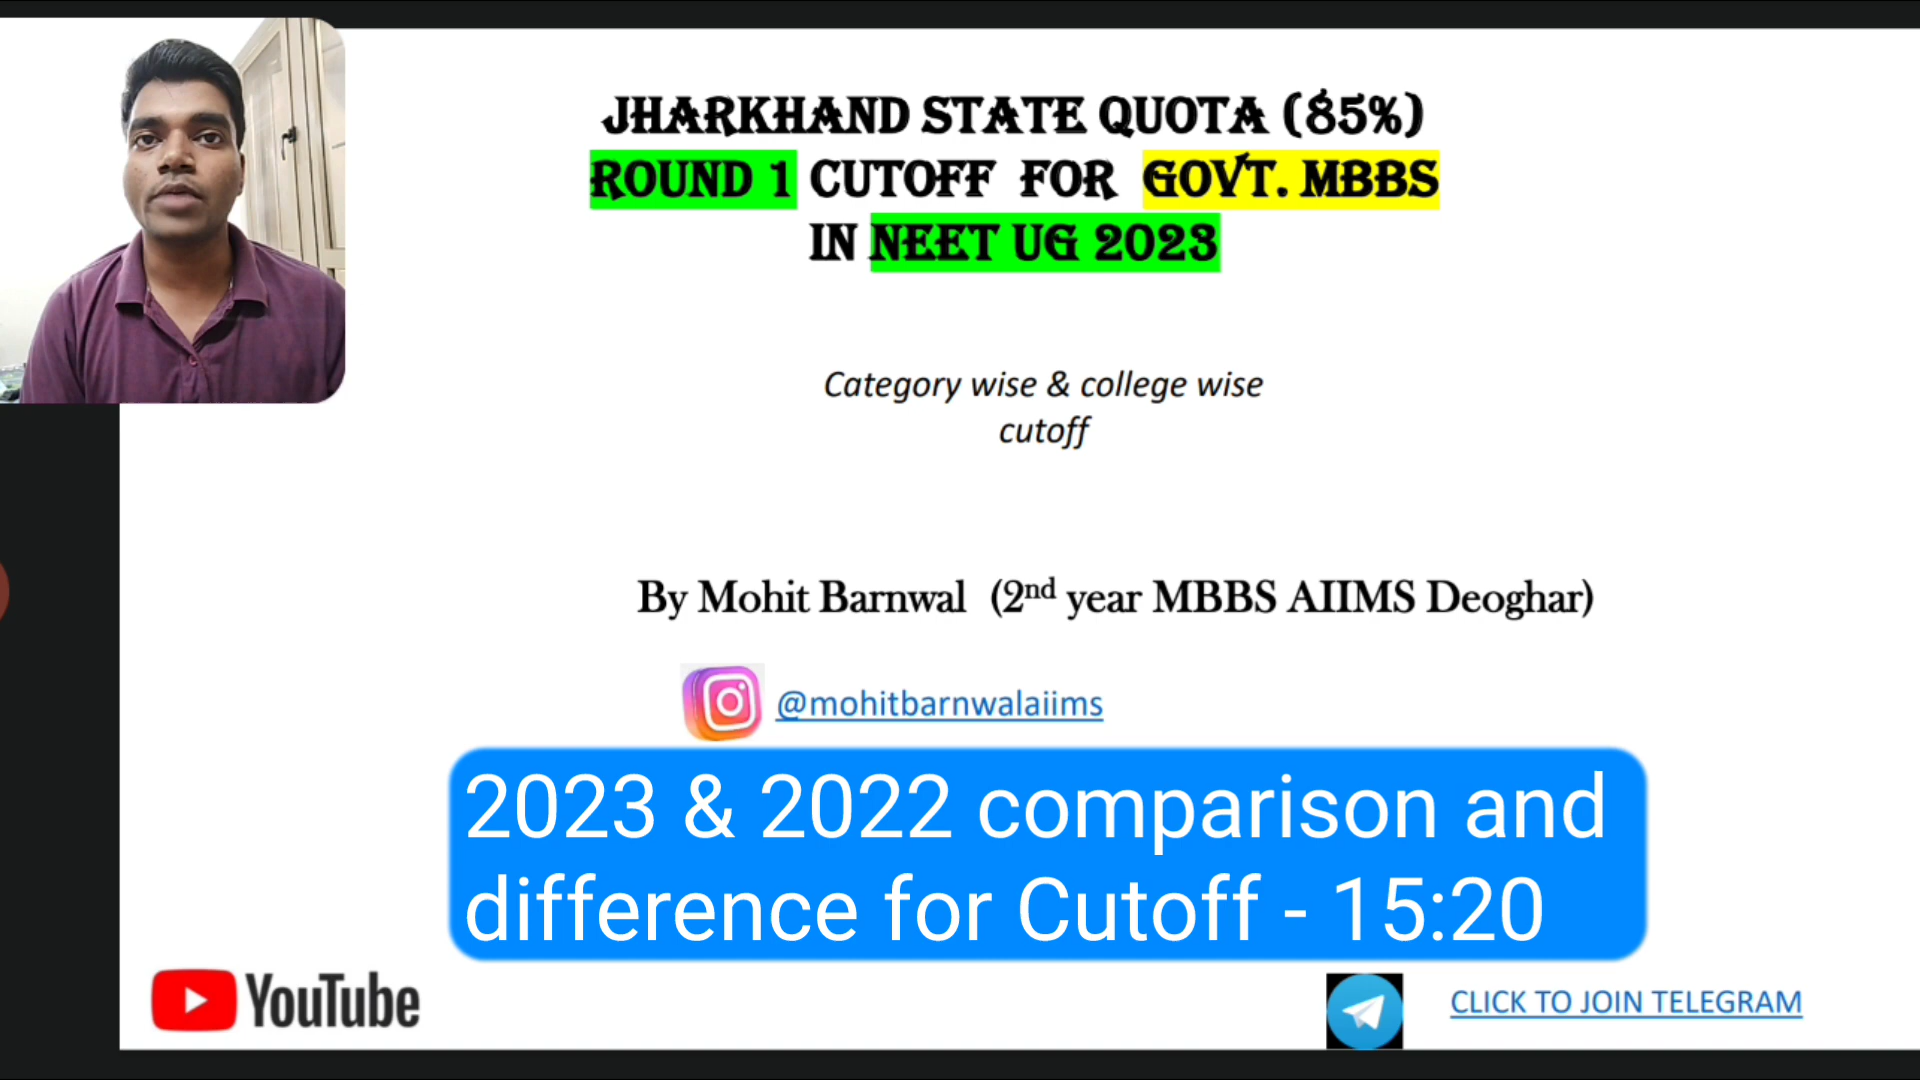 JHARKHAND STATE QUOTA (85%)
ROUND 1 CUTOFF FOR GOVT. MBBS
IN NEET UG 2023
Category wise & college wise
cutoff
By Mohit Barnwal (2nd year MBBS AIIMS Deoghar)
@mohitbarnwalaiims
2023 & 2022 comparison and
difference for Cutoff - 15:20
YouTube
CLICK TO JOIN TELEGRAM